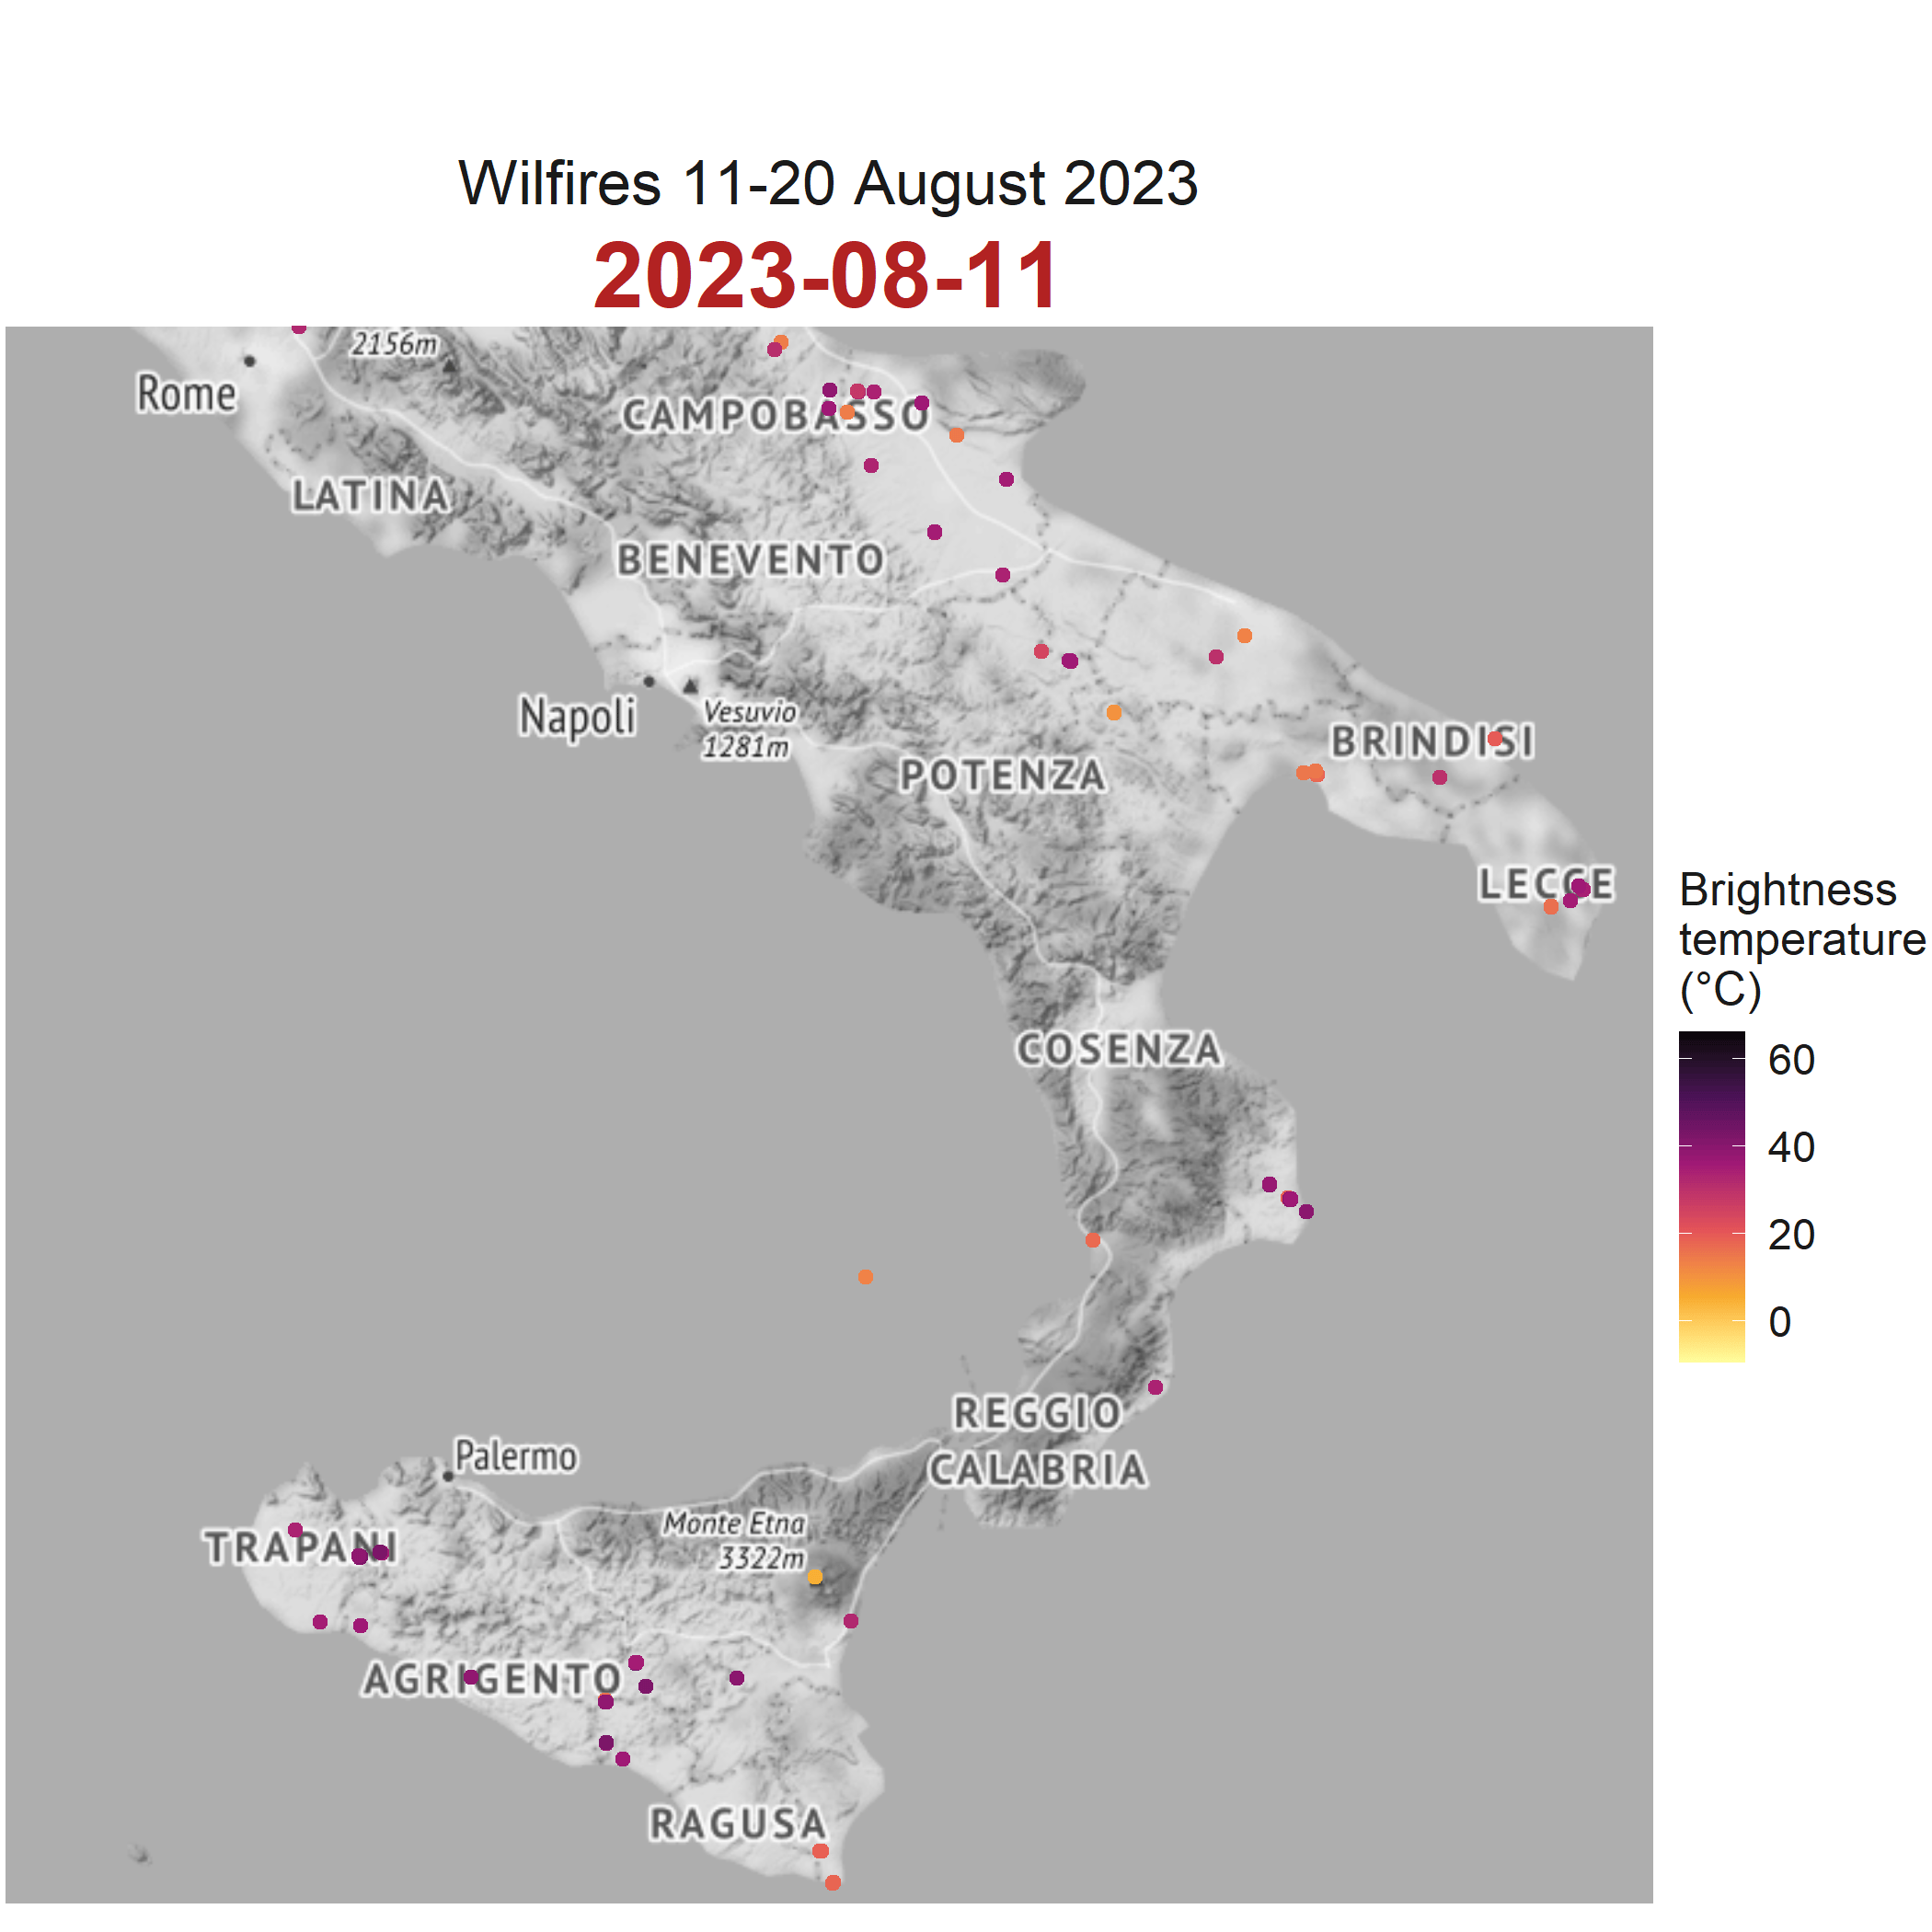 Wilfires 11-20 August 2023
2023-08-11
2156m
Rome
CAMPOBASSO
LATINA
BENEVENTO
Napoli
Vesuvio
1281m
BRINDISI
POTENZA
LECCE
COSENZA
REGGIO
CALABRIA
Palermo
Monte Etna
3322m
TRAPANI
AGRIGENTO
RAGUSA
Brightness
temperature
(°C)
60
40
20
0